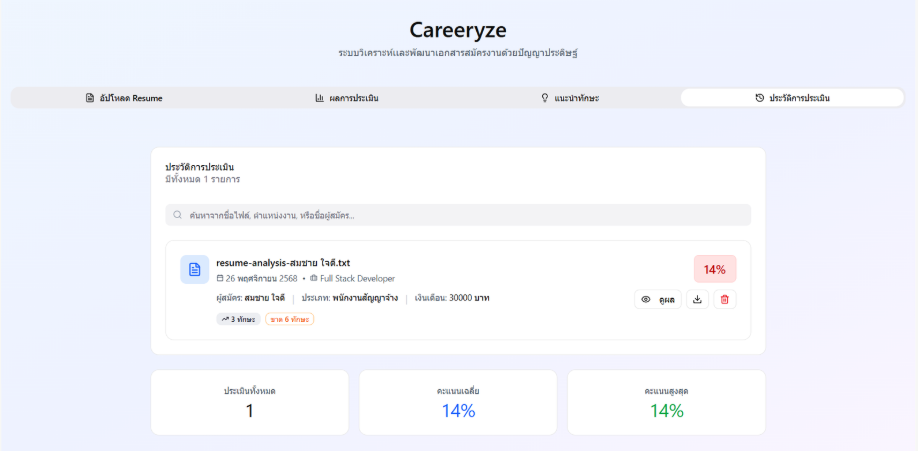 Careeryze
ระบบวิเคราะห์และพัฒนาเอกสารสมัครงานด้วยปัญญาประดิษฐ์
อัปโหลด Resume
ผลการประเมิน
แนะนำทักษะ
ประวัติการประเมิน
ประวัติการประเมิน
มีทั้งหมด 1 รายการ
ค้นหาจากชื่อไฟล์, ตำแหน่งงาน, หรือชื่อผู้สมัคร...
resume-analysis-สมชาย ใจดี.txt
14%
26 พฤศจิกายน 2568 • Full Stack Developer
ผู้สมัคร: สมชาย ใจดี | ประเภท: พนักงานสัญญาจ้าง | เงินเดือน: 30000 บาท
ดูผล
3 ทักษะ
ขาด 6 ทักษะ
ประเมินทั้งหมด
1
คะแนนเฉลี่ย
14%
คะแนนสูงสุด
14%